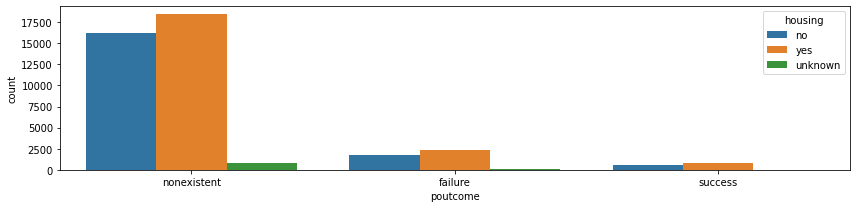 17500
15000
12500
10000
7500
5000
2500
0
count
nonexistent
failure
success
poutcome
housing
no
yes
unknown